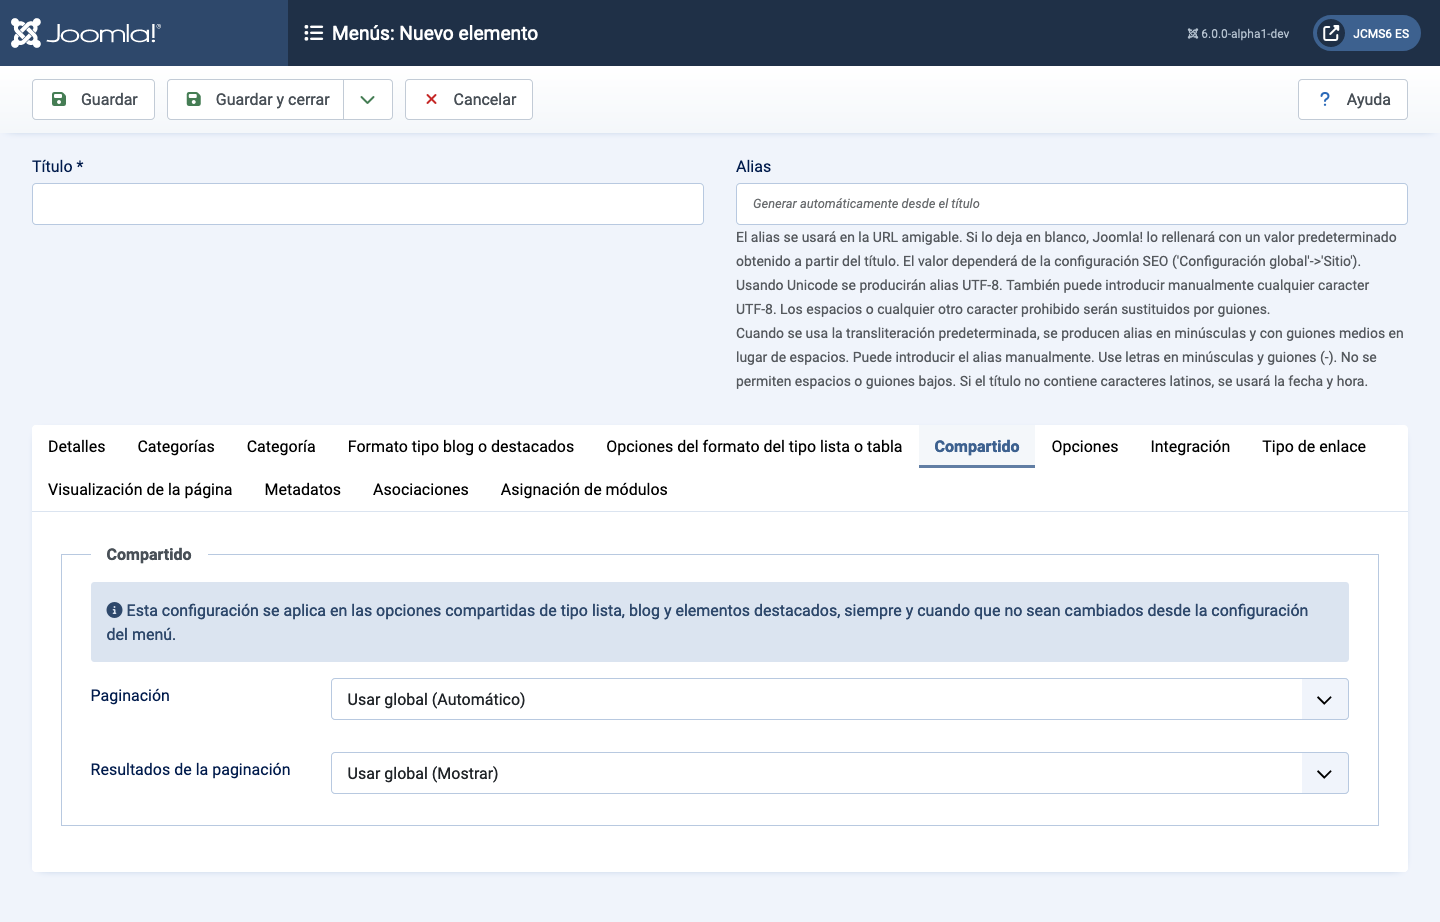 Joomla!®
Menús: Nuevo elemento
6.0.0-alpha1-dev
JCMS6 ES
Guardar
Guardar y cerrar
Cancelar
? Ayuda
Título *
Alias
Generar automáticamente desde el título
El alias se usará en la URL amigable. Si lo deja en blanco, Joomla! lo rellenará con un valor predeterminado
obtenido a partir del título. El valor dependerá de la configuración SEO ('Configuración global'->'Sitio').
Usando Unicode se producirán alias UTF-8. También puede introducir manualmente cualquier caracter
UTF-8. Los espacios o cualquier otro caracter prohibido serán sustituidos por guiones.
Cuando se usa la transliteración predeterminada, se producen alias en minúsculas y con guiones medios en
lugar de espacios. Puede introducir el alias manualmente. Use letras en minúsculas y guiones (-). No se
permiten espacios o guiones bajos. Si el título no contiene caracteres latinos, se usará la fecha y hora.
Detalles
Categorías
Categoría
Formato tipo blog o destacados
Opciones del formato del tipo lista o tabla
Compartido
Opciones
Integración
Tipo de enlace
Visualización de la página
Metadatos
Asociaciones
Asignación de módulos
Compartido
Esta configuración se aplica en las opciones compartidas de tipo lista, blog y elementos destacados, siempre y cuando que no sean cambiados desde la configuración
del menú.
Paginación
Usar global (Automático)
Resultados de la paginación
Usar global (Mostrar)